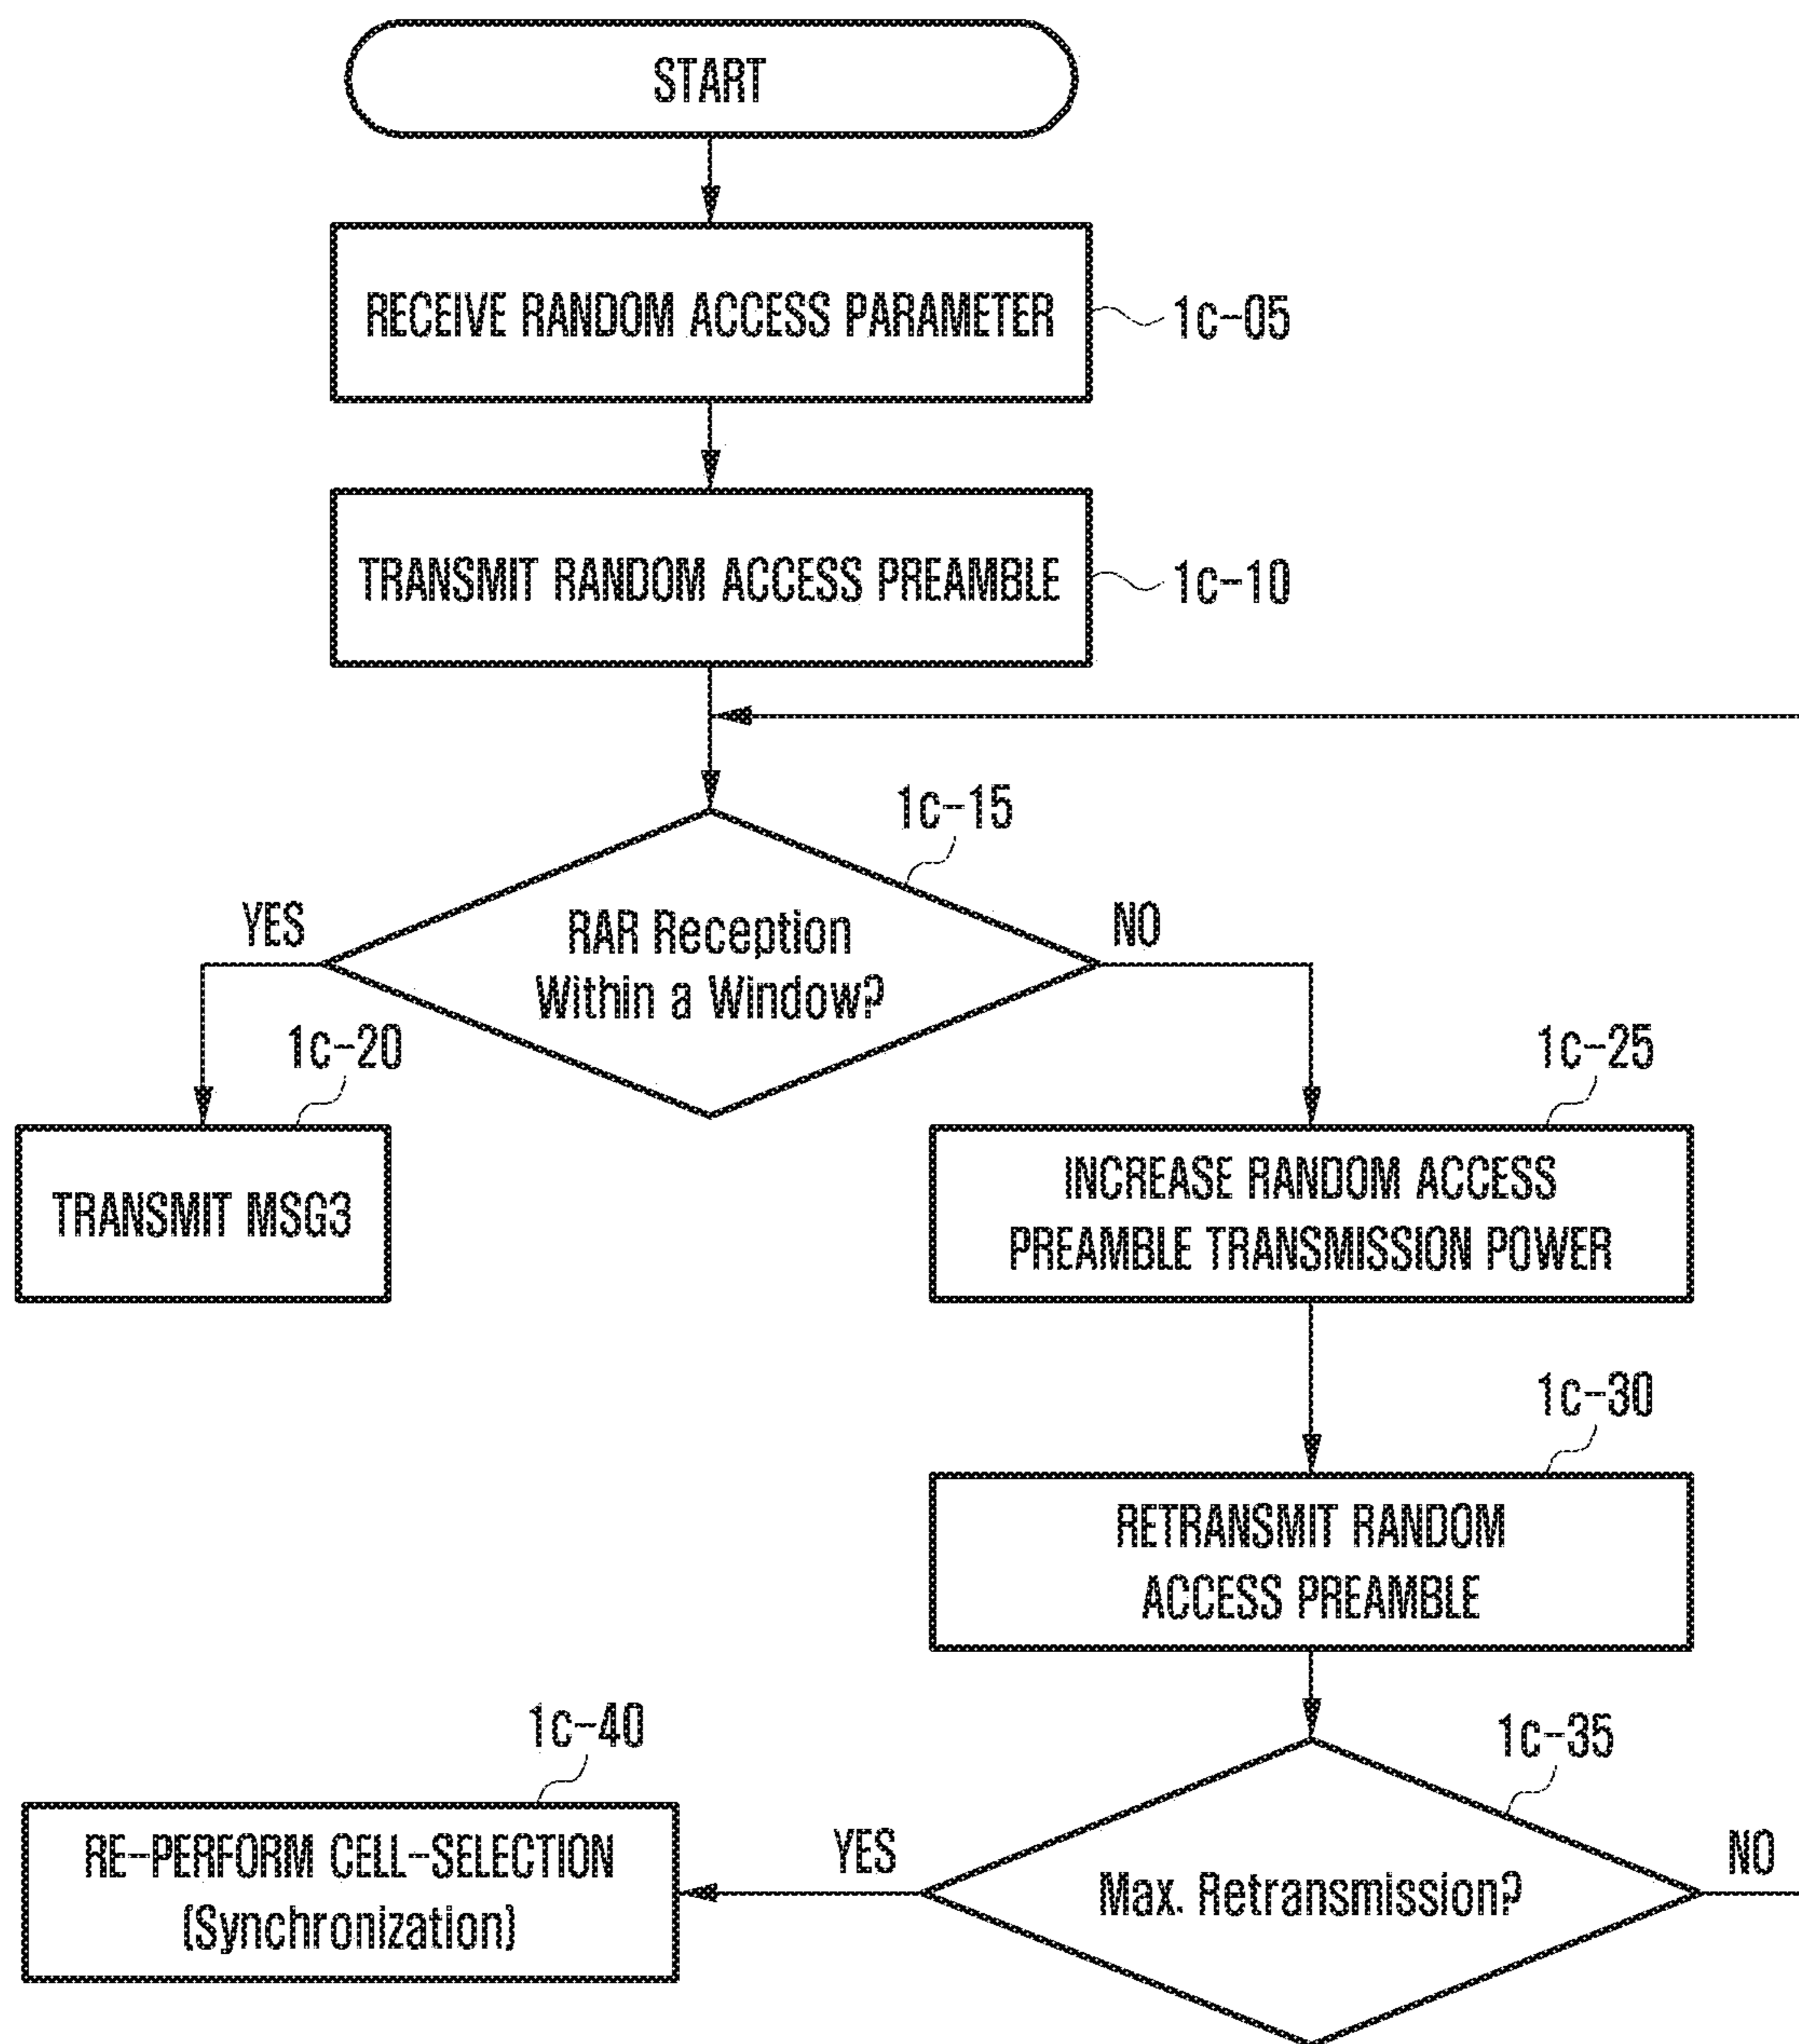 START
RECEIVE RANDOM ACCESS PARAMETER
1c-05
TRANSMIT RANDOM ACCESS PREAMBLE
1c-10
1c-15
YES
RAR Reception
Within a Window?
NO
1c-20
TRANSMIT MSG3
1c-25
INCREASE RANDOM ACCESS
PREAMBLE TRANSMISSION POWER
1c-30
RETRANSMIT RANDOM
ACCESS PREAMBLE
1c-35
Max. Retransmission?
YES
NO
1c-40
RE-PERFORM CELL-SELECTION
(Synchronization)